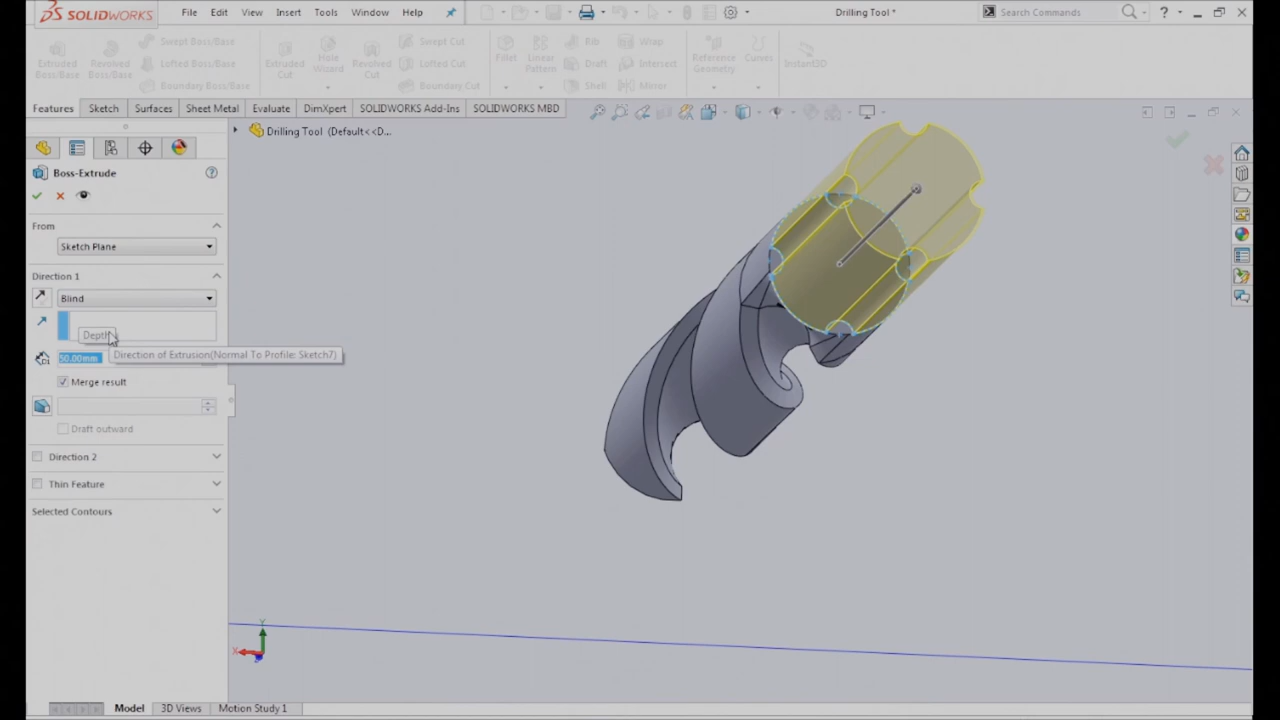 SOLIDWORKS File Edit View Insert Tools Window Help Drilling Tool * Search Commands ?
Extruded Boss/Base
Revolved Boss/Base
Swept Boss/Base
Lofted Boss/Base
Boundary Boss/Base
Extruded Cut
Hole Wizard
Revolved Cut
Swept Cut
Lofted Cut
Boundary Cut
Fillet
Linear Pattern
Rib
Draft
Shell
Wrap
Intersect
Mirror
Reference Geometry
Curves
Instant3D
Features Sketch Surfaces Sheet Metal Evaluate DimXpert SOLIDWORKS Add-Ins SOLIDWORKS MBD
Drilling Tool (Default<<D...
Boss-Extrude ?
From
Sketch Plane
Direction 1
Blind
Depth
Direction of Extrusion(Normal To Profile: Sketch7)
50.00mm
Merge result
Draft outward
Direction 2
Thin Feature
Selected Contours
Y
X
Model 3D Views Motion Study 1